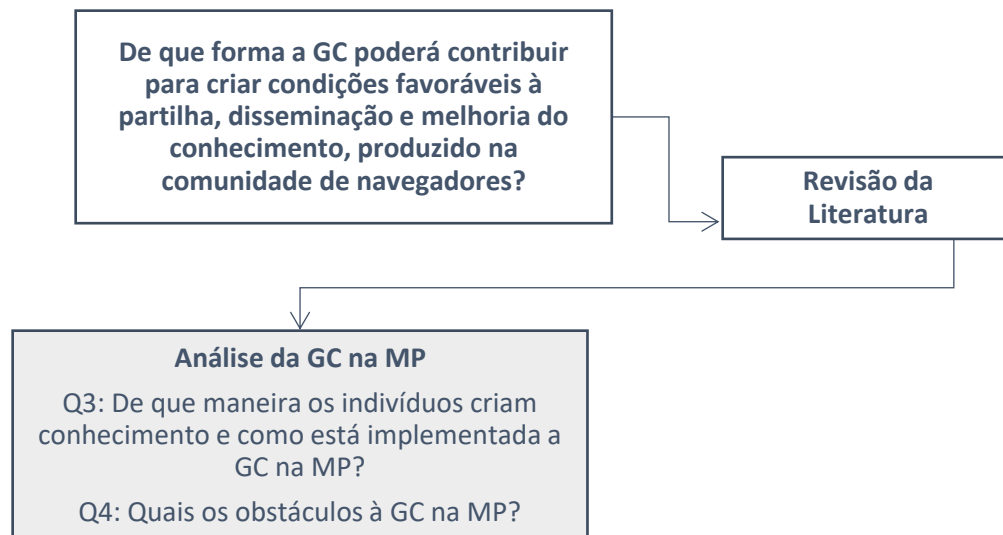 De que forma a GC poderá contribuir
para criar condições favoráveis à
partilha, disseminação e melhoria do
conhecimento, produzido na
comunidade de navegadores?
Revisão da
Literatura
Análise da GC na MP
Q3: De que maneira os indivíduos criam
conhecimento e como está implementada a
GC na MP?
Q4: Quais os obstáculos à GC na MP?